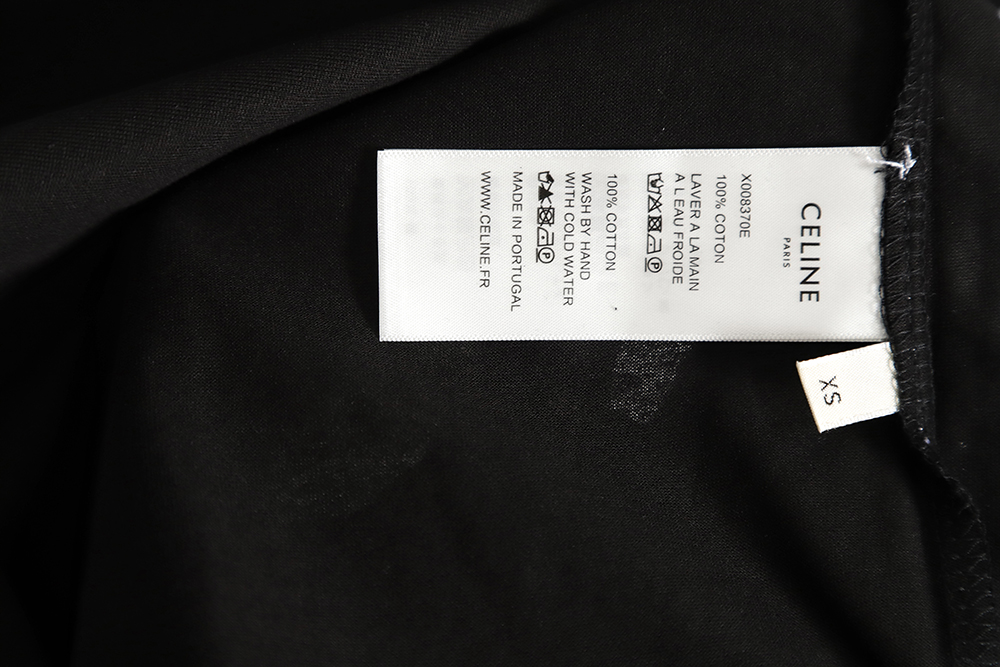 CELINE
PARIS
X008370E
100% COTON
LAVER A LA MAIN
A L EAU FROIDE
100% COTTON
WASH BY HAND
WITH COLD WATER
MADE IN PORTUGAL
WWW.CELINE.FR
XS